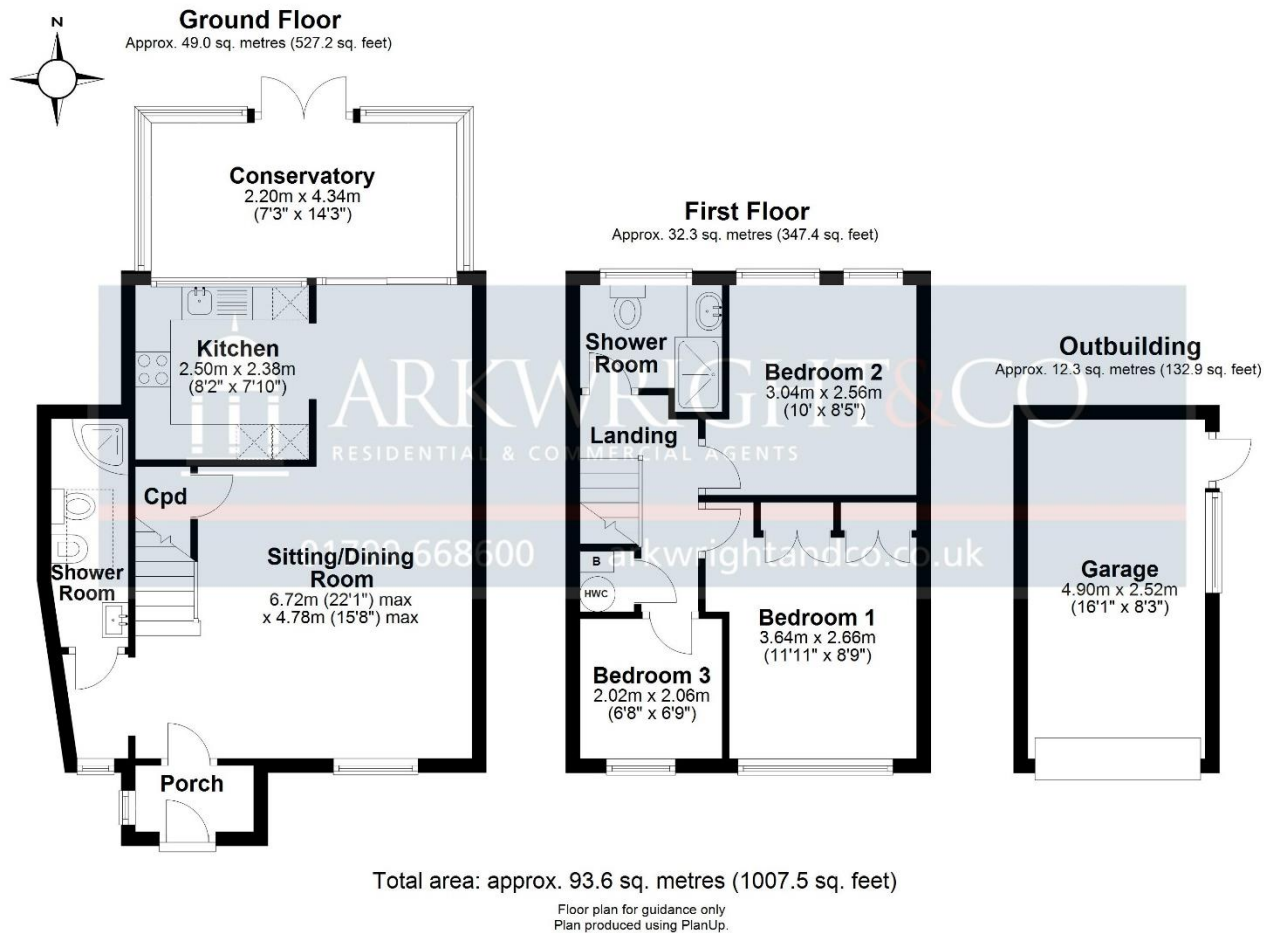 N
Ground Floor
Approx. 49.0 sq. metres (527.2 sq. feet)
Conservatory
2.20m x 4.34m
(7'3" x 14'3")
Kitchen
2.50m x 2.38m
(8'2" x 7'10")
Cpd
Shower
Room
Sitting/Dining
Room
6.72m (22'1") max
x 4.78m (15'8") max
Porch
First Floor
Approx. 32.3 sq. metres (347.4 sq. feet)
Shower
Room
Bedroom 2
3.04m x 2.56m
(10' x 8'5")
Landing
B
HWC
Bedroom 1
3.64m x 2.66m
(11'11" x 8'9")
Bedroom 3
2.02m x 2.06m
(6'8" x 6'9")
Outbuilding
Approx. 12.3 sq. metres (132.9 sq. feet)
Garage
4.90m x 2.52m
(16'1" x 8'3")
ARKWRIGHT&CO
RESIDENTIAL & COMMERCIAL AGENTS
668600 arkwrightandco.co.uk
Total area: approx. 93.6 sq. metres (1007.5 sq. feet)
Floor plan for guidance only
Plan produced using PlanUp.